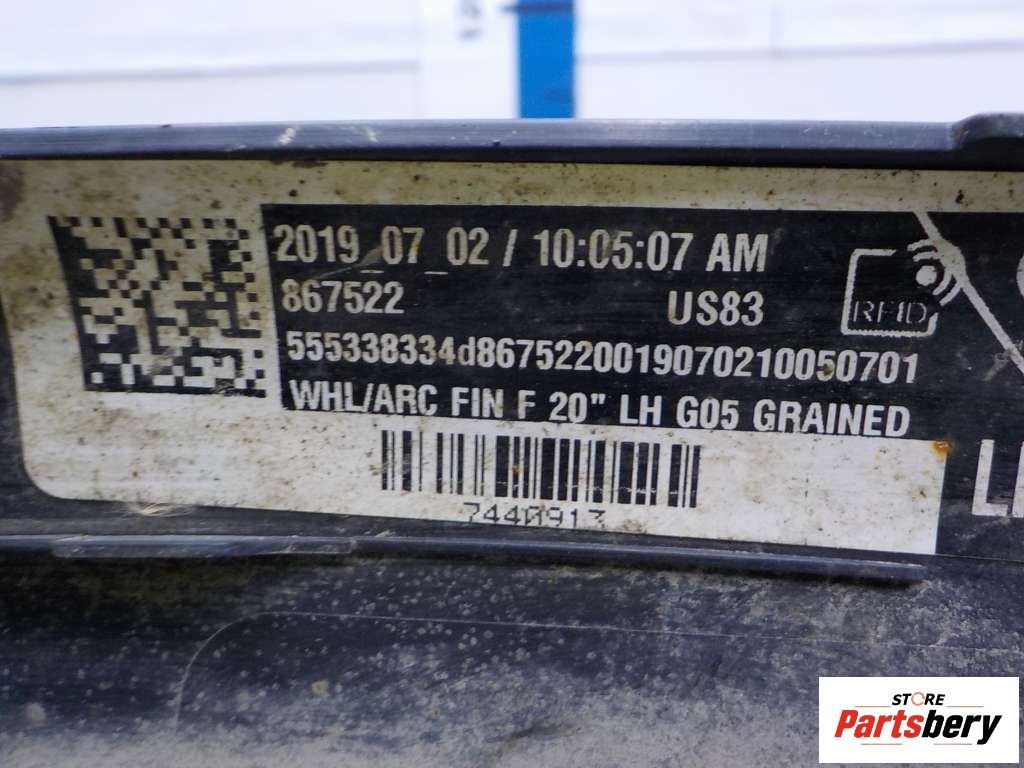 2019_07_02 / 10:05:07 AM
867522 US83
RFID
555338334d8675220019070210050701
WHL/ARC FIN F 20" LH G05 GRAINED
7440913
STORE
Partsbery